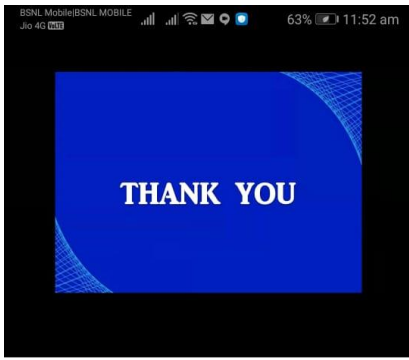 BSNL Mobile|BSNL MOBILE
Jio 4G VoLTE
63% 11:52 am
THANK YOU